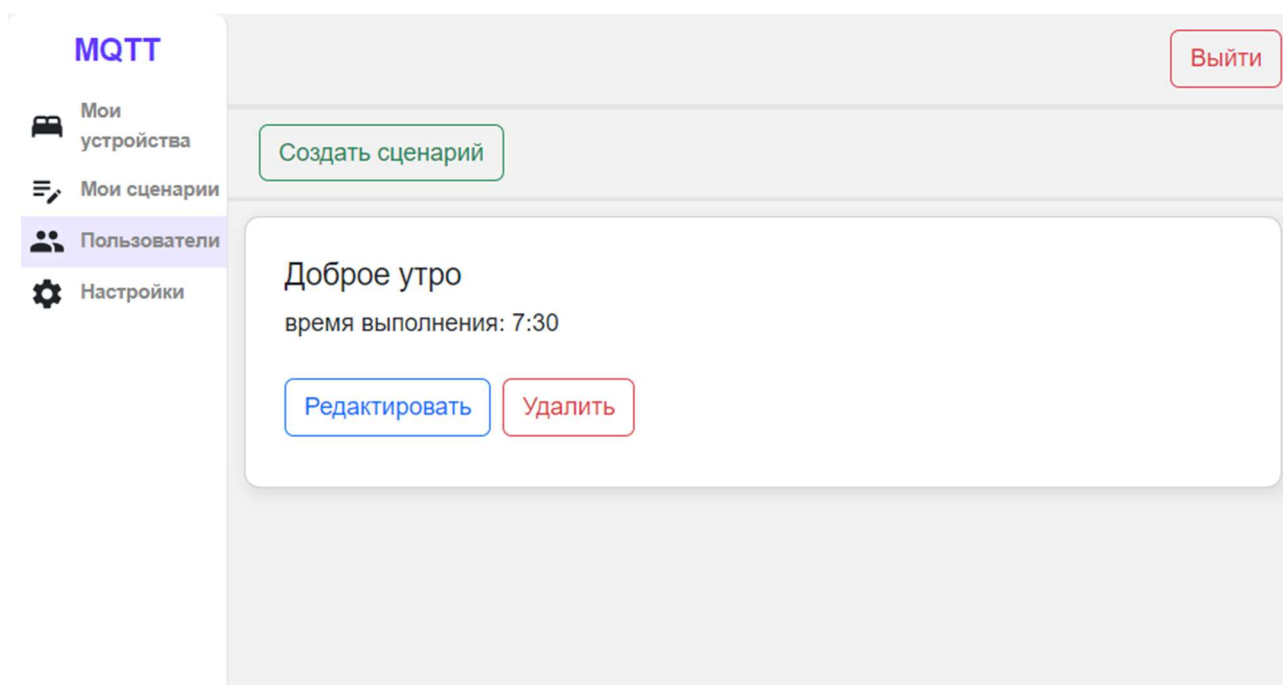 MQTT
Мои
устройства
Мои сценарии
Пользователи
Настройки
Выйти
Создать сценарий
Доброе утро
время выполнения: 7:30
Редактировать
Удалить